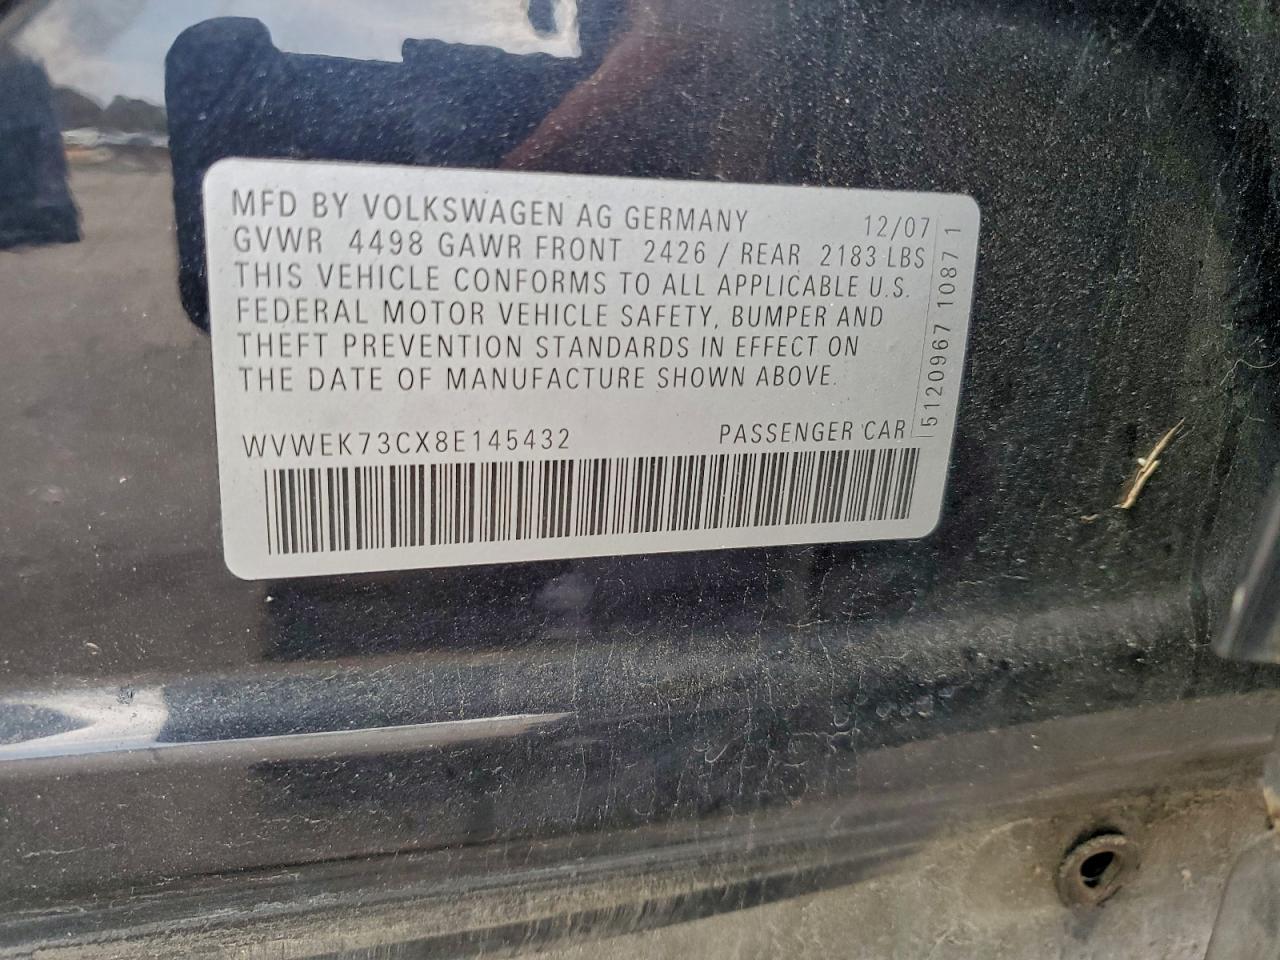 MFD BY VOLKSWAGEN AG GERMANY 12/07
GVWR 4498 GAWR FRONT 2426 / REAR 2183 LBS
THIS VEHICLE CONFORMS TO ALL APPLICABLE U.S.
FEDERAL MOTOR VEHICLE SAFETY, BUMPER AND
THEFT PREVENTION STANDARDS IN EFFECT ON
THE DATE OF MANUFACTURE SHOWN ABOVE.
WVWEK73CX8E145432 PASSENGER CAR
5120967 10871